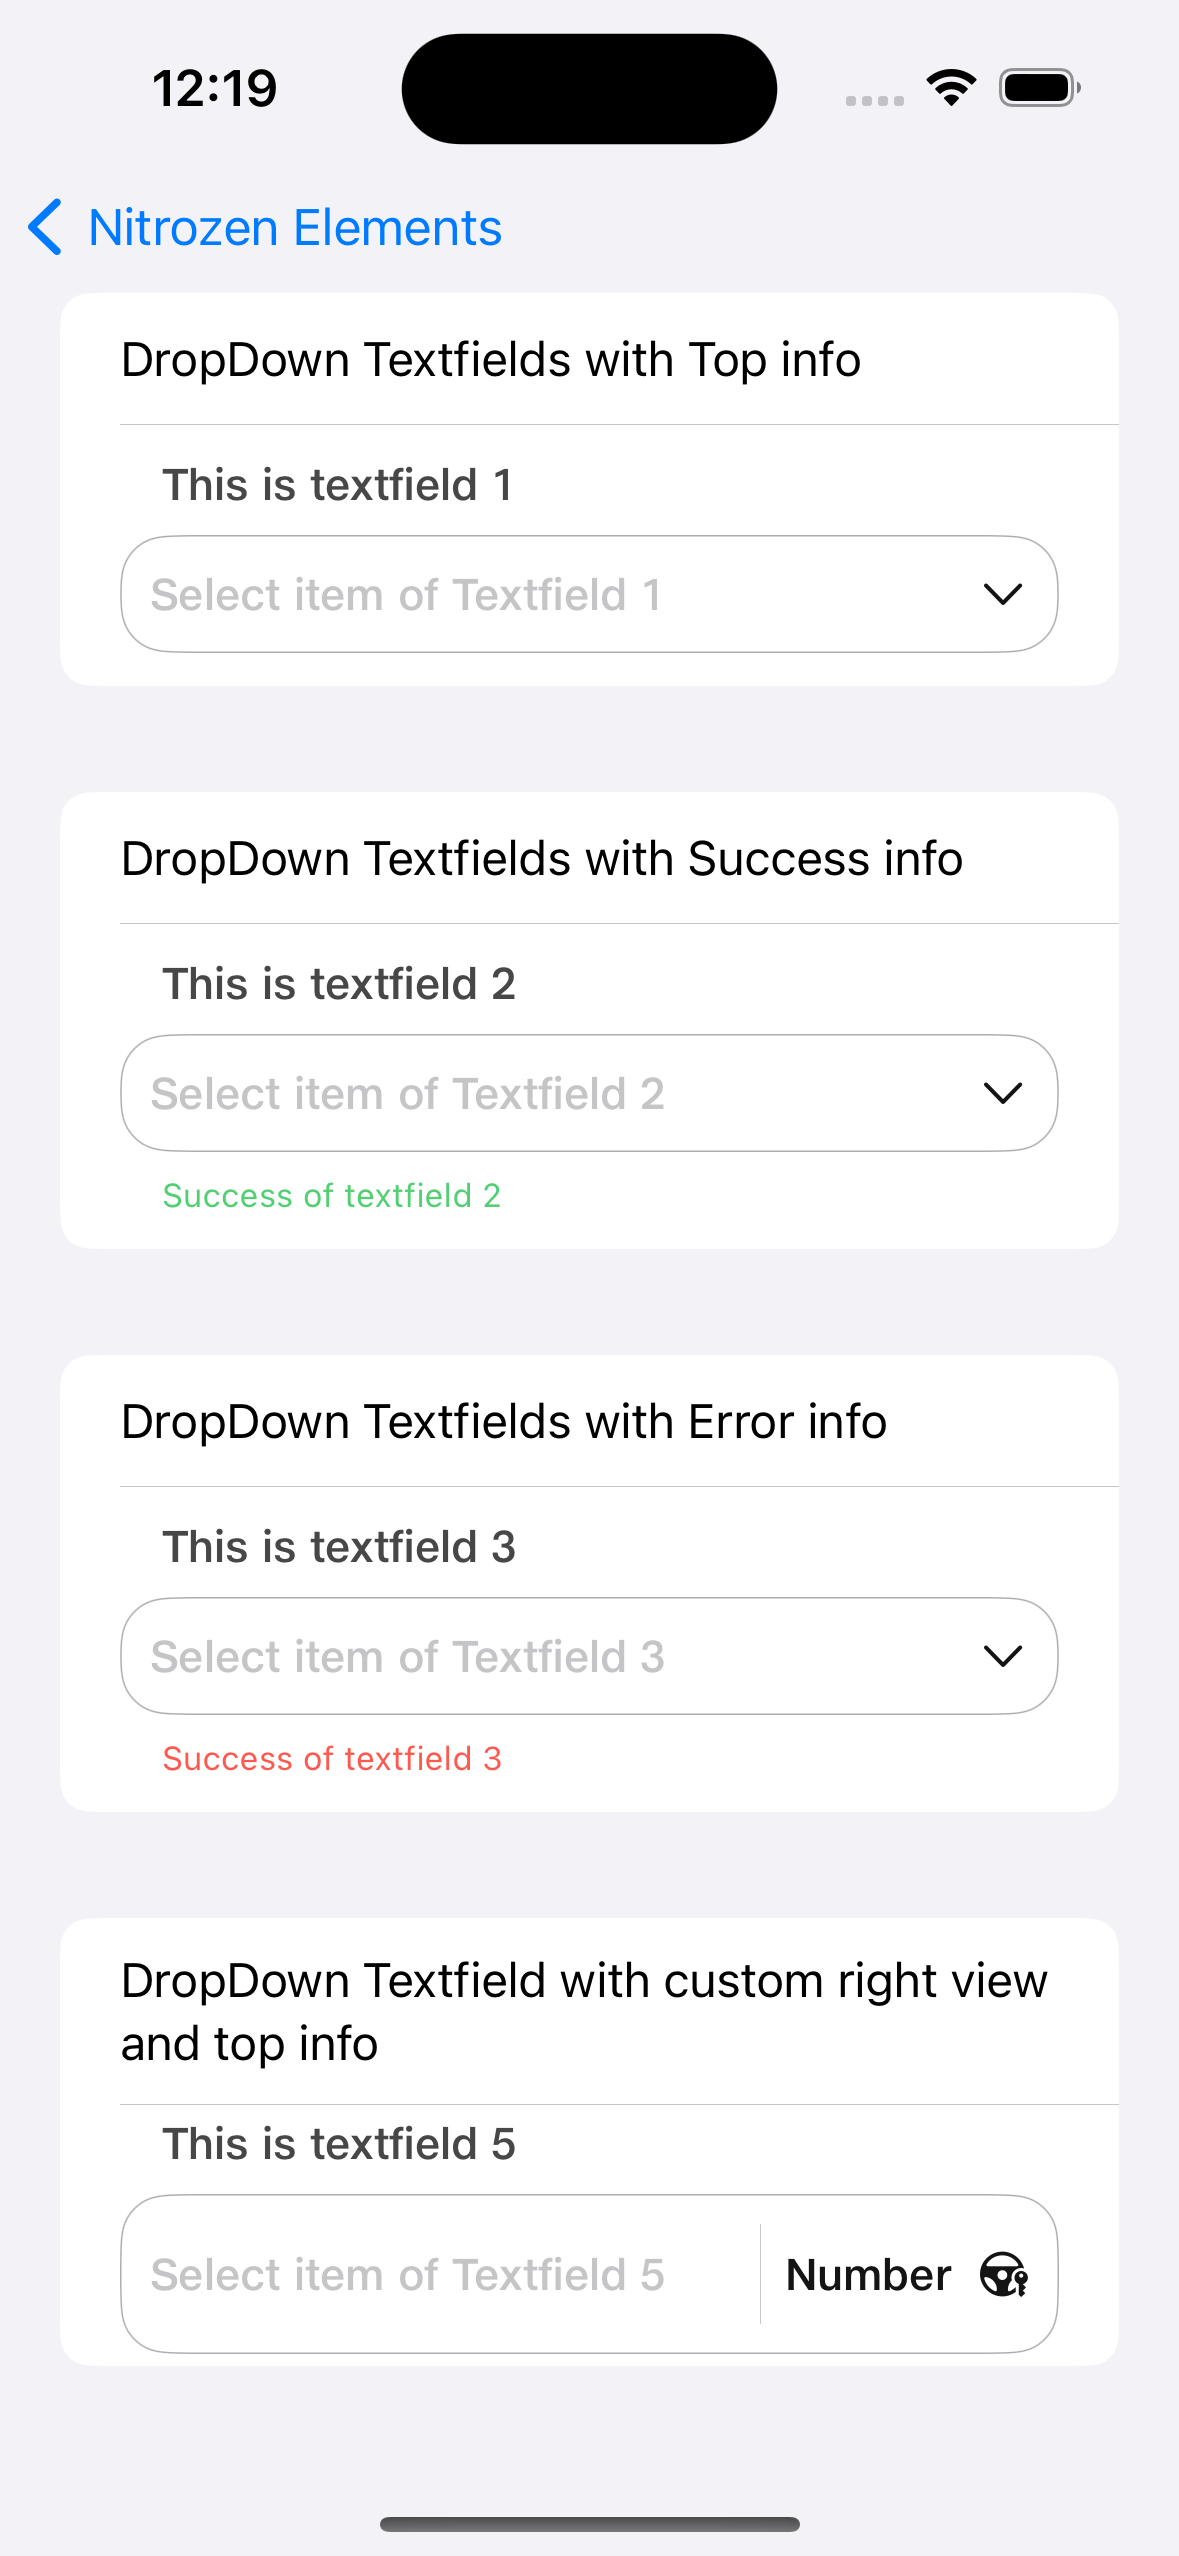 12:19
Nitrozen Elements
DropDown Textfields with Top info
This is textfield 1
Select item of Textfield 1
DropDown Textfields with Success info
This is textfield 2
Select item of Textfield 2
Success of textfield 2
DropDown Textfields with Error info
This is textfield 3
Select item of Textfield 3
Success of textfield 3
DropDown Textfield with custom right view
and top info
This is textfield 5
Select item of Textfield 5 Number